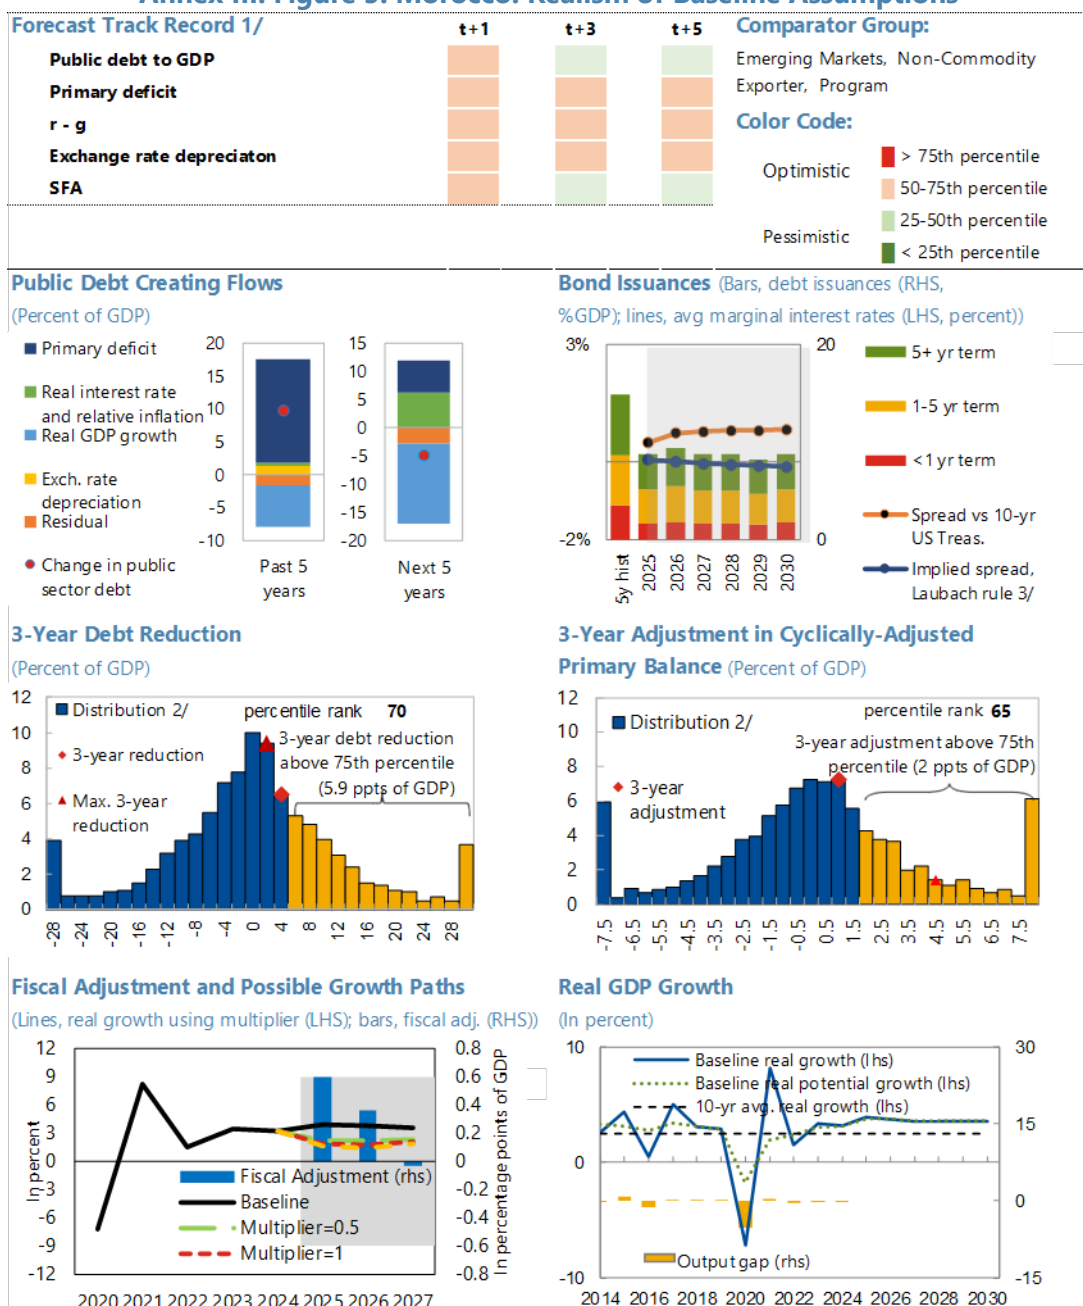 Annex III. Figure 3. Morocco: Realism of Baseline Assumptions
Forecast Track Record 1/
t+1 t+3 t+5
Public debt to GDP
Primary deficit
r - g
Exchange rate depreciaton
SFA
Comparator Group:
Emerging Markets, Non-Commodity
Exporter, Program
Color Code:
Optimistic
> 75th percentile
50-75th percentile
Pessimistic
25-50th percentile
< 25th percentile
Public Debt Creating Flows
(Percent of GDP)
Primary deficit
Real interest rate
and relative inflation
Real GDP growth
Exch. rate
depreciation
Residual
Change in public
sector debt
20
15
10
5
0
-5
-10
Past 5
years
15
10
5
0
-5
-10
-15
-20
Next 5
years
Bond Issuances (Bars, debt issuances (RHS,
%GDP); lines, avg marginal interest rates (LHS, percent))
3%
-2%
20
0
5y hist 2025 2026 2027 2028 2029 2030
5+ yr term
1-5 yr term
<1 yr term
Spread vs 10-yr
US Treas.
Implied spread,
Laubach rule 3/
3-Year Debt Reduction
(Percent of GDP)
12
10
8
6
4
2
0
Distribution 2/
3-year reduction
Max. 3-year
reduction
percentile rank 70
3-year debt reduction
above 75th percentile
(5.9 ppts of GDP)
-28 -24 -20 -16 -12 -8 -4 0 4 8 12 16 20 24 28
3-Year Adjustment in Cyclically-Adjusted
Primary Balance (Percent of GDP)
12
10
8
6
4
2
0
Distribution 2/
3-year
adjustment
percentile rank 65
3-year adjustment above 75th
percentile (2 ppts of GDP)
-7.5 -6.5 -5.5 -4.5 -3.5 -2.5 -1.5 -0.5 0.5 1.5 2.5 3.5 4.5 5.5 6.5 7.5
Fiscal Adjustment and Possible Growth Paths
(Lines, real growth using multiplier (LHS); bars, fiscal adj. (RHS))
In percent
12
9
6
3
0
-3
-6
-9
-12
0.8
0.6
0.4
0.2
0
-0.2
-0.4
-0.6
-0.8
In percentage points of GDP
Fiscal Adjustment (rhs)
Baseline
Multiplier=0.5
Multiplier=1
2020 2021 2022 2023 2024 2025 2026 2027
Real GDP Growth
(In percent)
10
0
-10
30
15
0
-15
Baseline real growth (lhs)
Baseline real potential growth (lhs)
10-yr avg. real growth (lhs)
Output gap (rhs)
2014 2016 2018 2020 2022 2024 2026 2028 2030